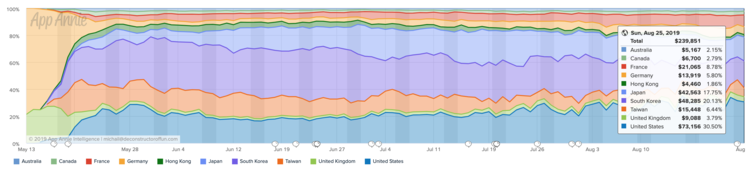 100%
80%
60%
40%
20%
0%
App Annie
Sun, Aug 25, 2019
Total $239,851
Australia $5,167 2.15%
Canada $6,700 2.79%
France $21,065 8.78%
Germany $13,919 5.80%
Hong Kong $4,460 1.86%
Japan $42,563 17.75%
South Korea $48,285 20.13%
Taiwan $15,448 6.44%
United Kingdom $9,088 3.79%
United States $73,156 30.50%
May 13
May 28
Jun 4
Jun 12
Jun 19
Jun 27
Jul 4
Jul 11
Jul 19
Jul 26
Aug 3
Aug 10
Australia
Canada
France
Germany
Hong Kong
Japan
South Korea
Taiwan
United Kingdom
United States